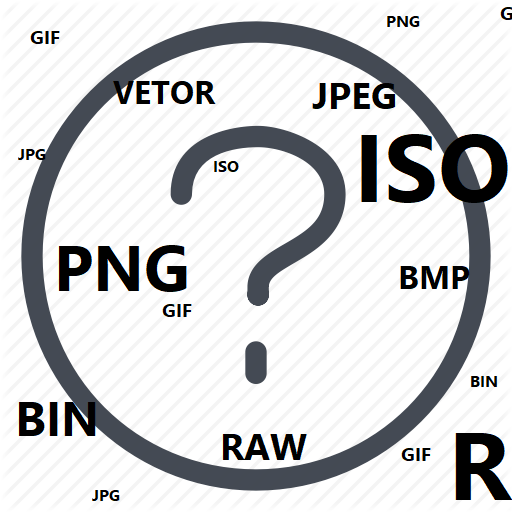 PNG
G
GIF
VETOR
JPEG
JPG
ISO
ISO
PNG
BMP
GIF
BIN
BIN
RAW
GIF
R
JPG